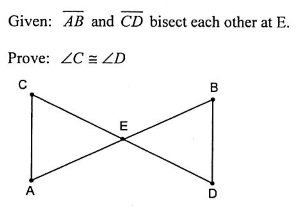 Given: AB and CD bisect each other at E.
Prove: ∠C ≅ ∠D
C
B
E
A
D